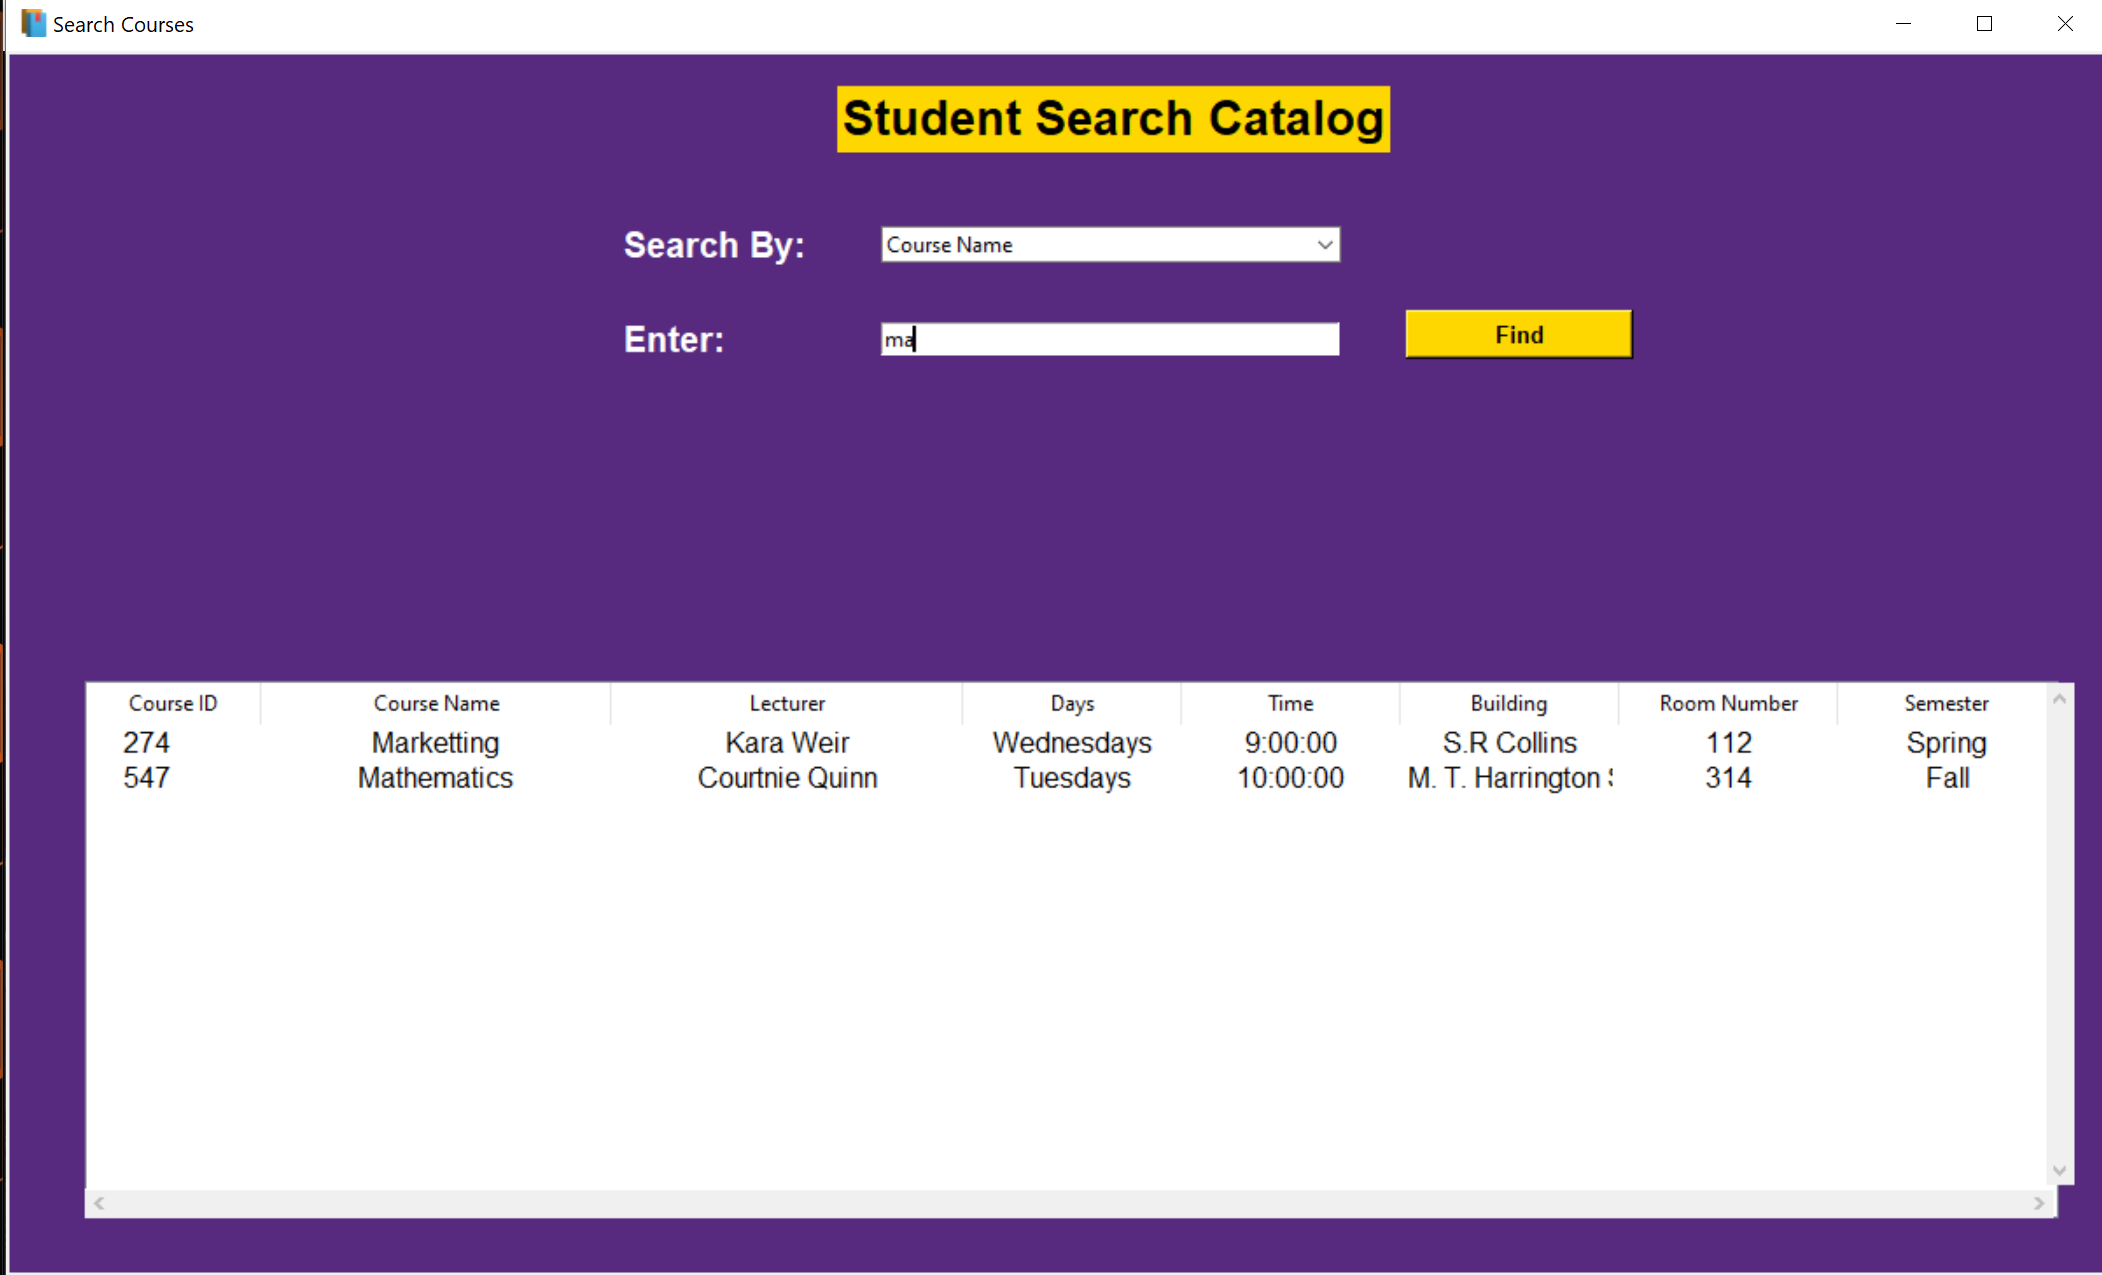 Search Courses
Student Search Catalog
Search By: Course Name
Enter: ma Find
Course ID Course Name Lecturer Days Time Building Room Number Semester
274 Marketting Kara Weir Wednesdays 9:00:00 S.R Collins 112 Spring
547 Mathematics Courtnie Quinn Tuesdays 10:00:00 M. T. Harrington 314 Fall